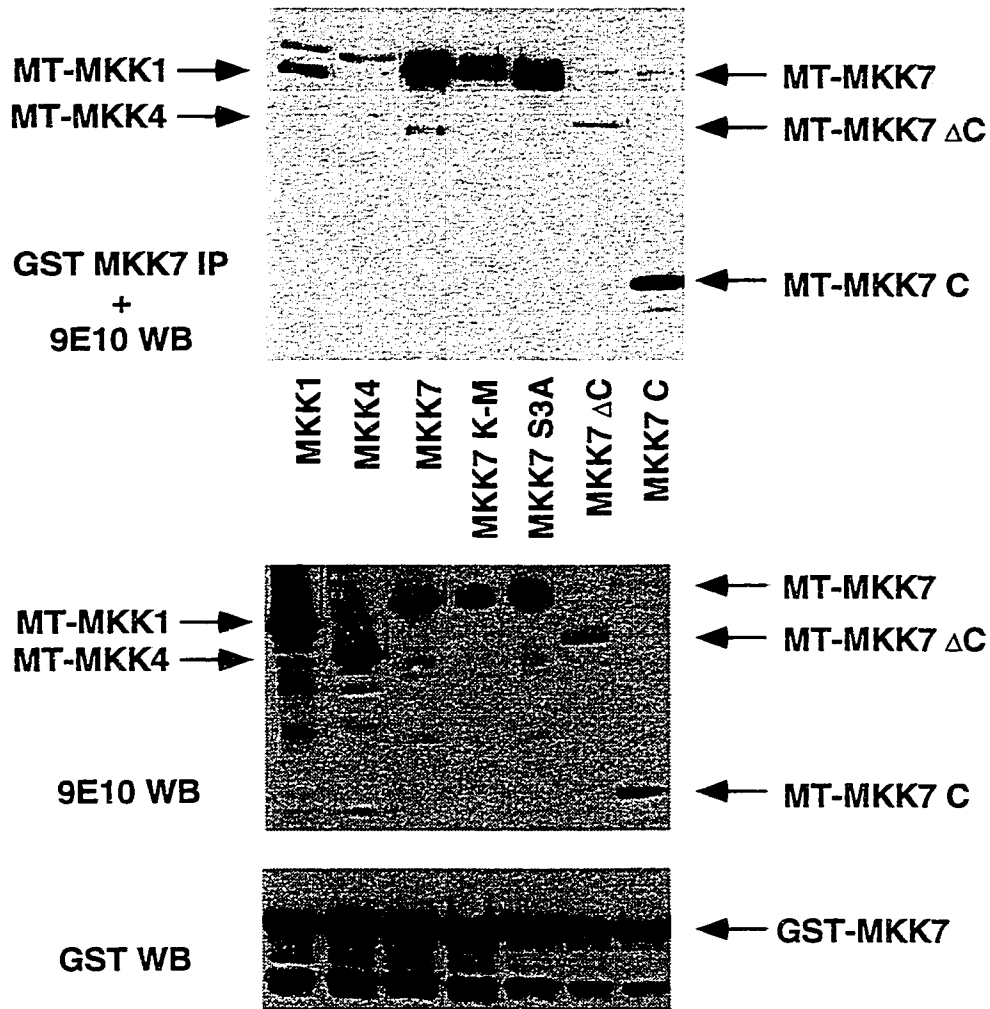 MT-MKK1
MT-MKK4
MT-MKK7
MT-MKK7 ΔC
GST MKK7 IP
+
9E10 WB
MT-MKK7 C
MKK1
MKK4
MKK7
MKK7 K-M
MKK7 S3A
MKK7 ΔC
MKK7 C
MT-MKK7
MT-MKK1
MT-MKK7 ΔC
MT-MKK4
9E10 WB
MT-MKK7 C
GST WB
GST-MKK7